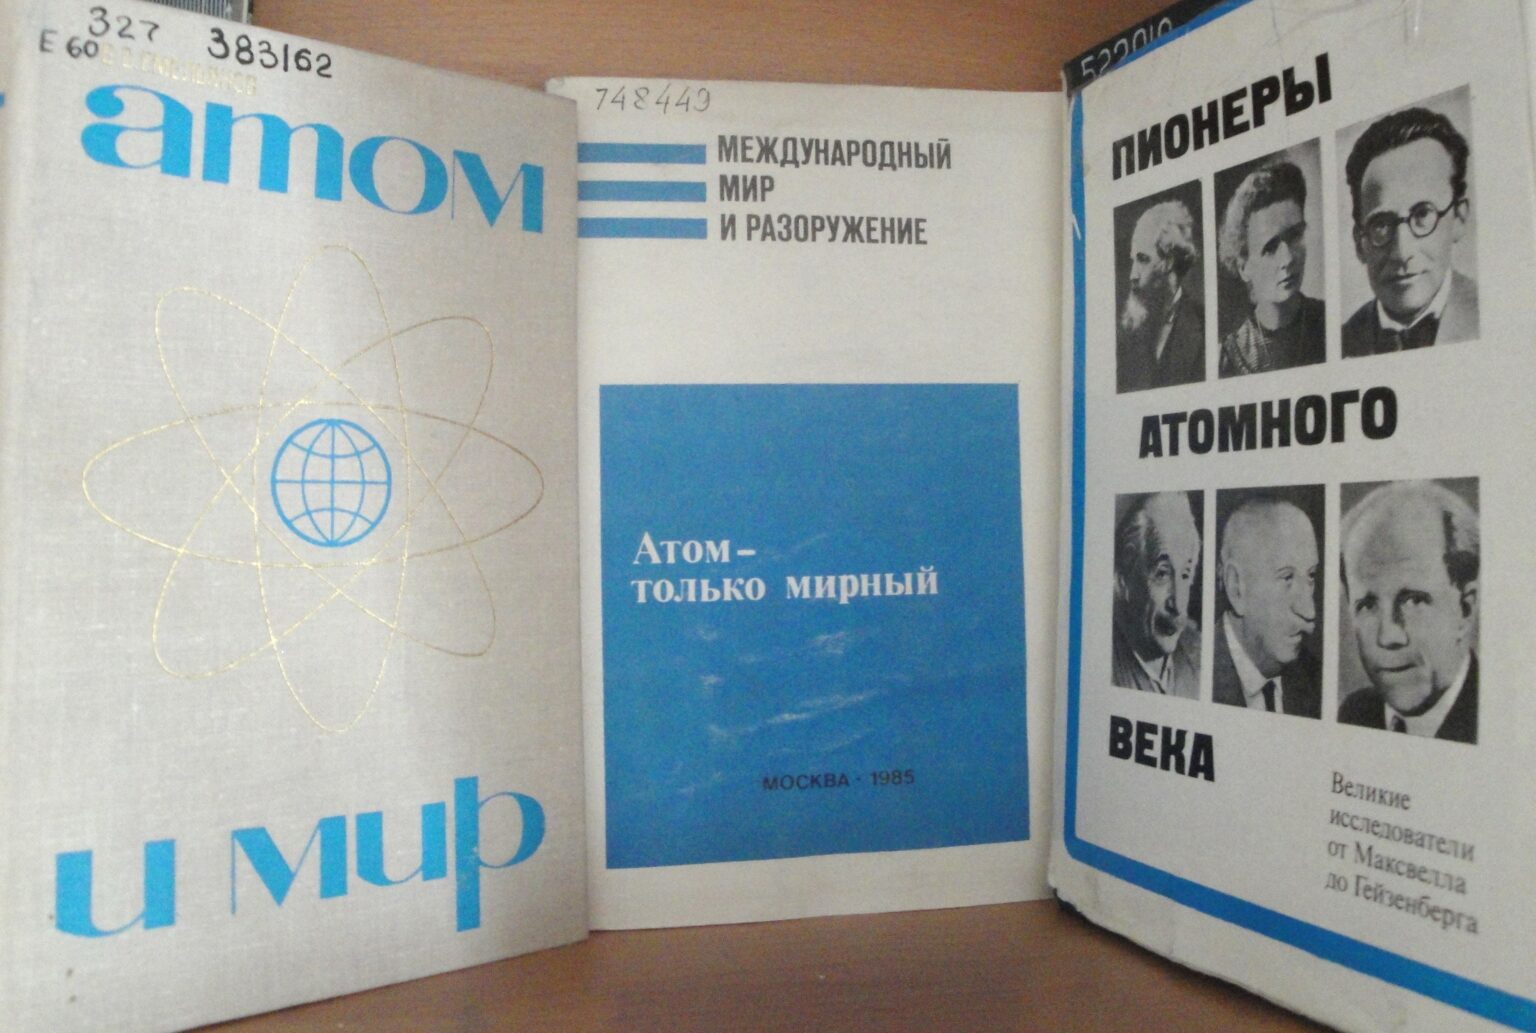 327 383162
Е 60
атом
и мир
748449
МЕЖДУНАРОДНЫЙ
МИР
И РАЗОРУЖЕНИЕ
Атом–
только мирный
МОСКВА · 1985
522010
ПИОНЕРЫ
АТОМНОГО
ВЕКА
Великие
исследователи
от Максвелла
до Гейзенберга